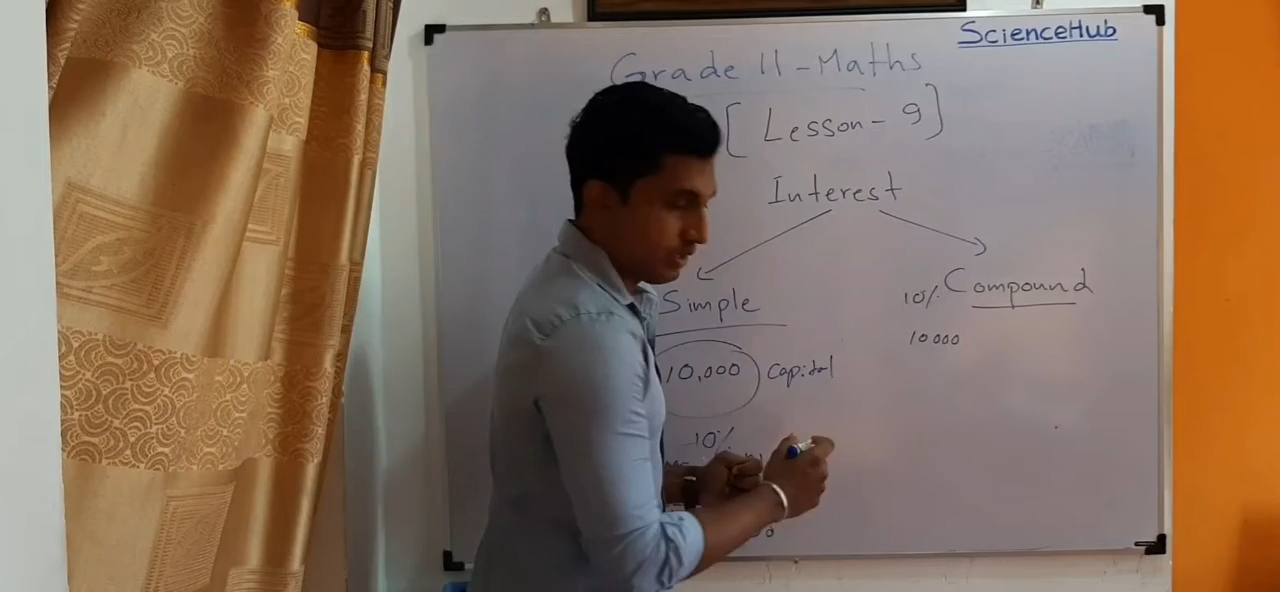 ScienceHub
Grade 11 - Maths
[Lesson - 9]
Interest
Simple
10% Compound
10000
10,000 Capital
10%